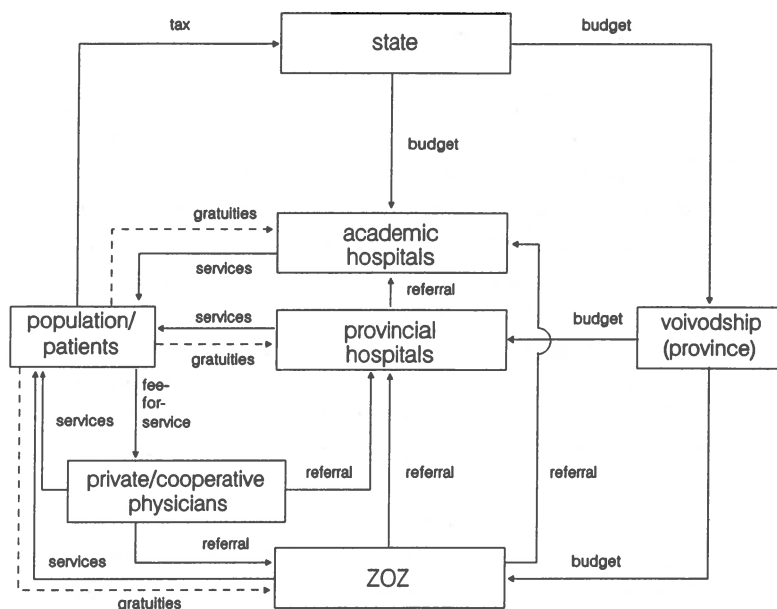 tax
state
budget
budget
gratuities
academic
hospitals
services
referral
services
provincial
hospitals
budget
voivodship
(province)
population/
patients
gratuities
fee-
for-
service
services
private/cooperative
physicians
referral
referral
referral
referral
services
ZOZ
budget
gratuities